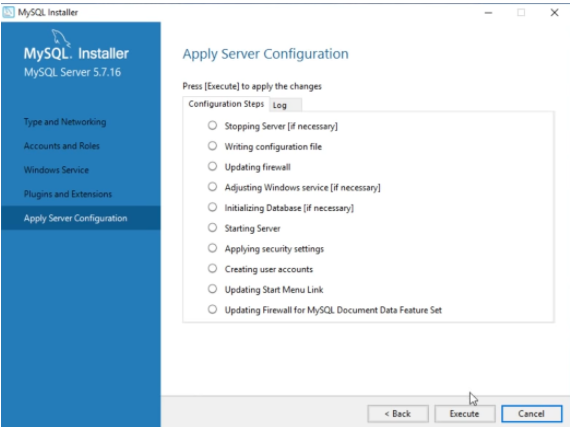 MySQL Installer
MySQL. Installer
MySQL Server 5.7.16
Type and Networking
Accounts and Roles
Windows Service
Plugins and Extensions
Apply Server Configuration
Apply Server Configuration
Press [Execute] to apply the changes
Configuration Steps Log
Stopping Server [if necessary]
Writing configuration file
Updating firewall
Adjusting Windows service [if necessary]
Initializing Database [if necessary]
Starting Server
Applying security settings
Creating user accounts
Updating Start Menu Link
Updating Firewall for MySQL Document Data Feature Set
< Back Execute Cancel